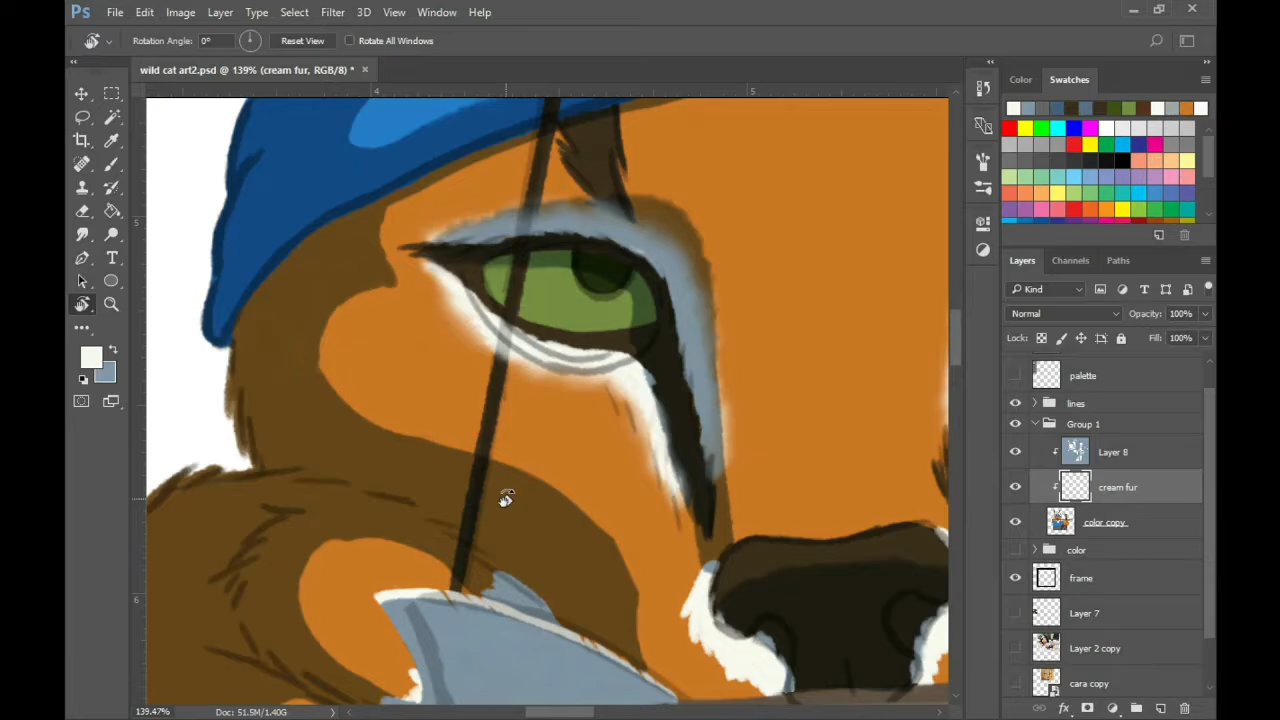 Ps File Edit Image Layer Type Select Filter 3D View Window Help
Rotation Angle: 0° Reset View Rotate All Windows
wild cat art2.psd @ 139% (cream fur, RGB/8) *
Color Swatches
4 5
5
6
Layers Channels Paths
Kind
Normal Opacity: 100%
Lock: Fill: 100%
palette
lines
Group 1
Layer 8
cream fur
color copy
color
frame
Layer 7
Layer 2 copy
cara copy
139.47% Doc: 51.5M/1.40G